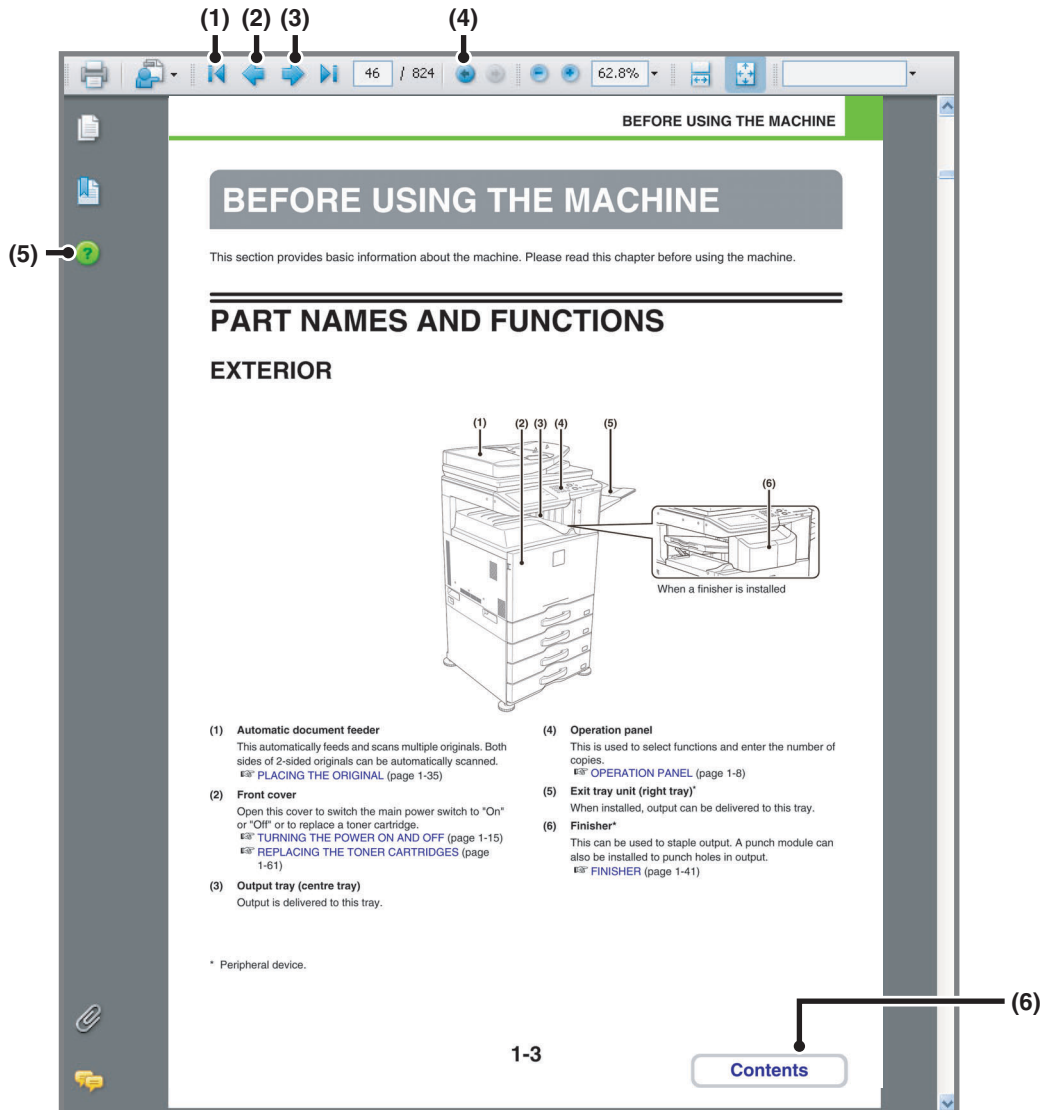 (1) (2) (3) (4)
46 / 824 62.8%
BEFORE USING THE MACHINE
BEFORE USING THE MACHINE
(5)
This section provides basic information about the machine. Please read this chapter before using the machine.
PART NAMES AND FUNCTIONS
EXTERIOR
(1) (2) (3) (4) (5)
(6)
When a finisher is installed
(1) Automatic document feeder
This automatically feeds and scans multiple originals. Both
sides of 2-sided originals can be automatically scanned.
☞ PLACING THE ORIGINAL (page 1-35)
(2) Front cover
Open this cover to switch the main power switch to "On"
or "Off" or to replace a toner cartridge.
☞ TURNING THE POWER ON AND OFF (page 1-15)
☞ REPLACING THE TONER CARTRIDGES (page
1-61)
(3) Output tray (centre tray)
Output is delivered to this tray.
(4) Operation panel
This is used to select functions and enter the number of
copies.
☞ OPERATION PANEL (page 1-8)
(5) Exit tray unit (right tray)*
When installed, output can be delivered to this tray.
(6) Finisher*
This can be used to staple output. A punch module can
also be installed to punch holes in output.
☞ FINISHER (page 1-41)
* Peripheral device.
(6)
1-3
Contents